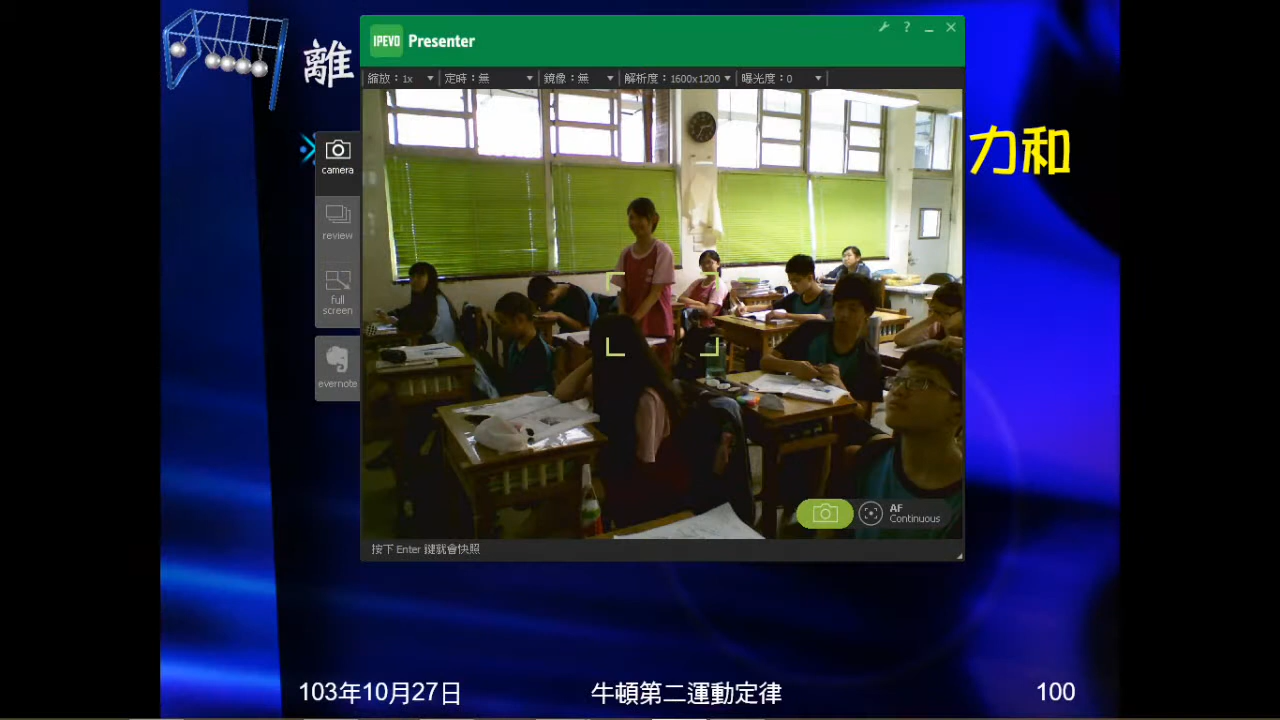 離
IPEVO Presenter
縮放：1x 定時：無 鏡像：無 解析度：1600x1200 曝光度：0
力和
camera
review
full
screen
evernote
AF
Continuous
按下 Enter 鍵就會快照
103年10月27日 牛頓第二運動定律 100